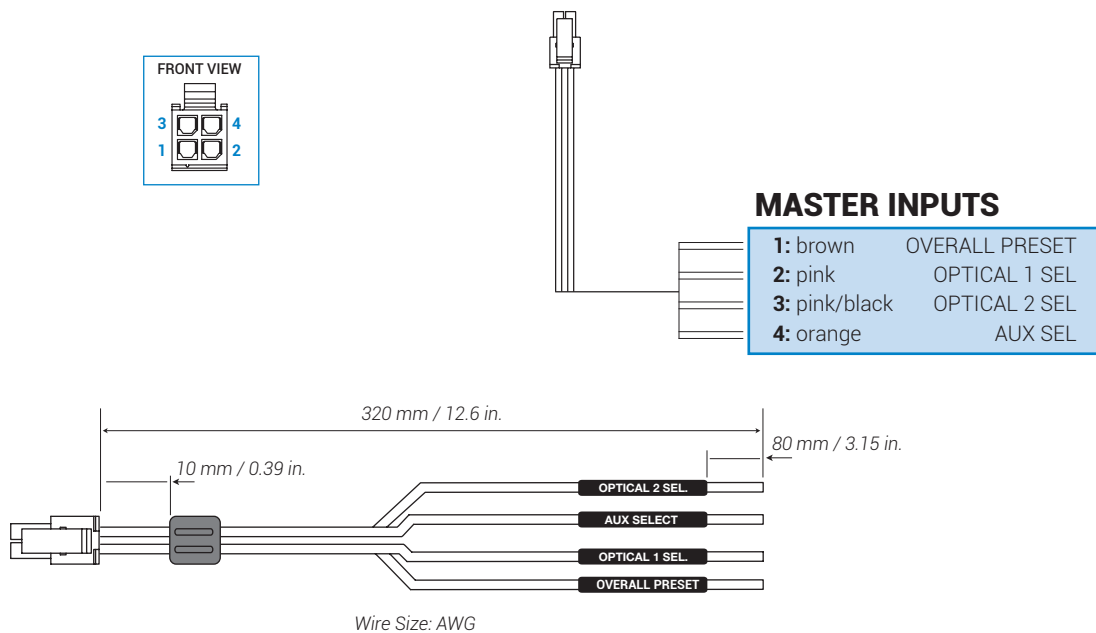 FRONT VIEW
3 4
1 2
MASTER INPUTS
1: brown OVERALL PRESET
2: pink OPTICAL 1 SEL
3: pink/black OPTICAL 2 SEL
4: orange AUX SEL
320 mm / 12.6 in.
80 mm / 3.15 in.
10 mm / 0.39 in.
OPTICAL 2 SEL.
AUX SELECT
OPTICAL 1 SEL.
OVERALL PRESET
Wire Size: AWG